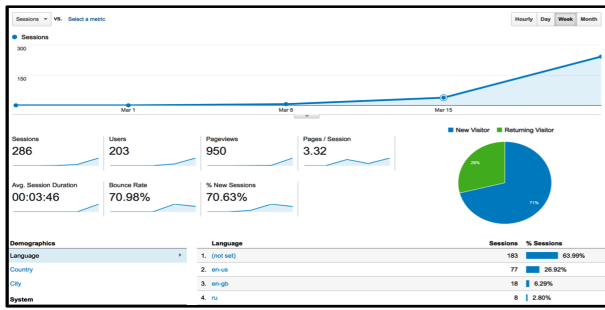 Sessions VS. Select a metric Hourly Day Week Month
Sessions
300
150
Mar 1 Mar 8 Mar 15
New Visitor Returning Visitor
Sessions Users Pageviews Pages / Session
286 203 950 3.32
29%
71%
Avg. Session Duration Bounce Rate % New Sessions
00:03:46 70.98% 70.63%
Demographics Language Sessions % Sessions
Language 1. (not set) 183 63.99%
Country 2. en-us 77 26.92%
City 3. en-gb 18 6.29%
System 4. ru 8 2.80%